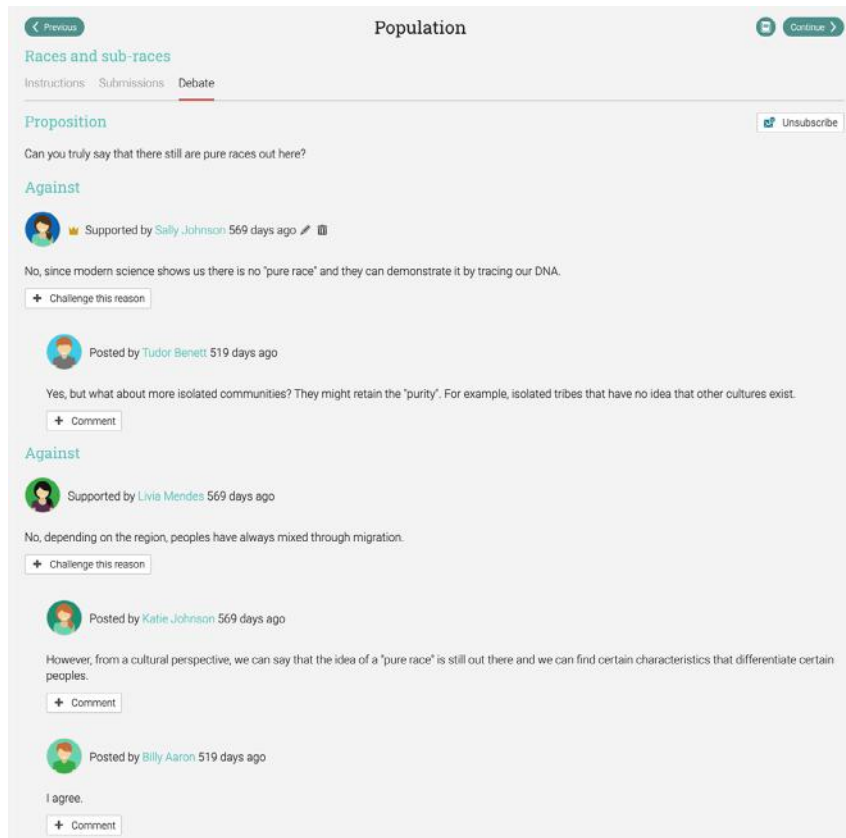 Previous
Population
Continue
Races and sub-races
Instructions Submissions Debate
Proposition
Unsubscribe
Can you truly say that there still are pure races out here?
Against
Supported by Sally Johnson 569 days ago
No, since modern science shows us there is no "pure race" and they can demonstrate it by tracing our DNA.
+ Challenge this reason
Posted by Tudor Benett 519 days ago
Yes, but what about more isolated communities? They might retain the "purity". For example, isolated tribes that have no idea that other cultures exist.
+ Comment
Against
Supported by Livia Mendes 569 days ago
No, depending on the region, peoples have always mixed through migration.
+ Challenge this reason
Posted by Katie Johnson 569 days ago
However, from a cultural perspective, we can say that the idea of a "pure race" is still out there and we can find certain characteristics that differentiate certain
peoples.
+ Comment
Posted by Billy Aaron 519 days ago
I agree.
+ Comment